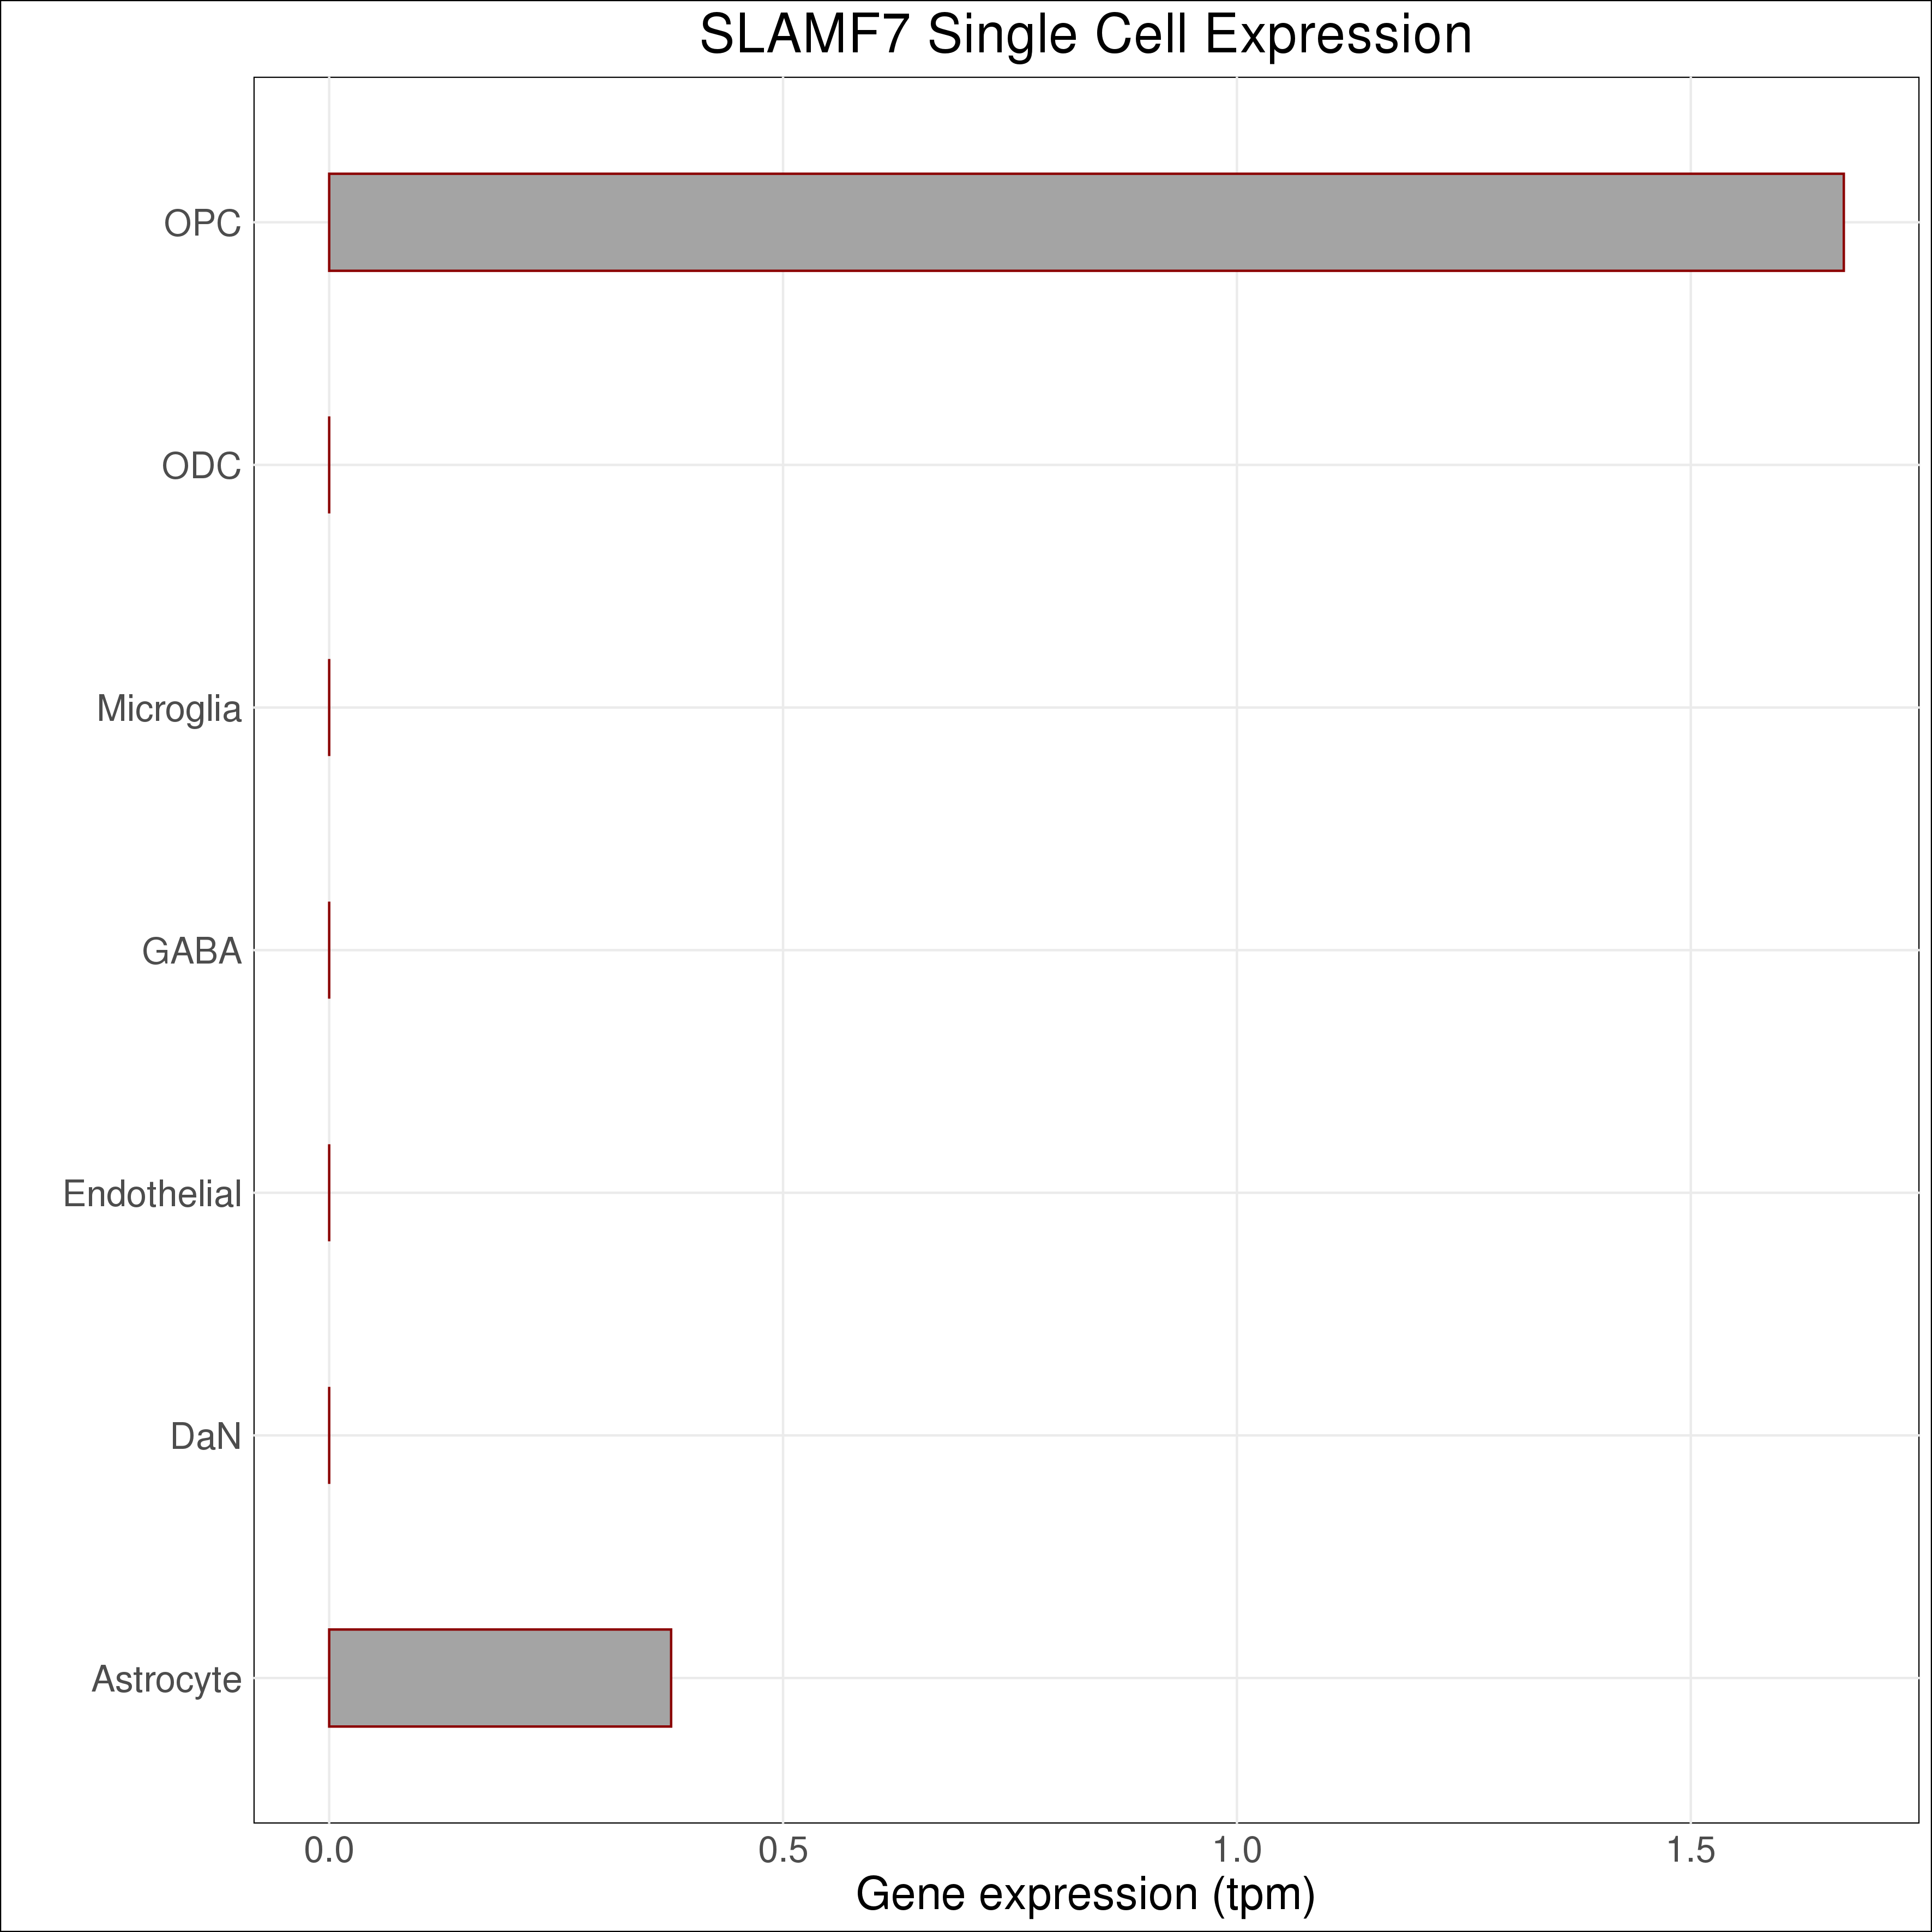 SLAMF7 Single Cell Expression
OPC
ODC
Microglia
GABA
Endothelial
DaN
Astrocyte
0.0 0.5 1.0 1.5
Gene expression (tpm)